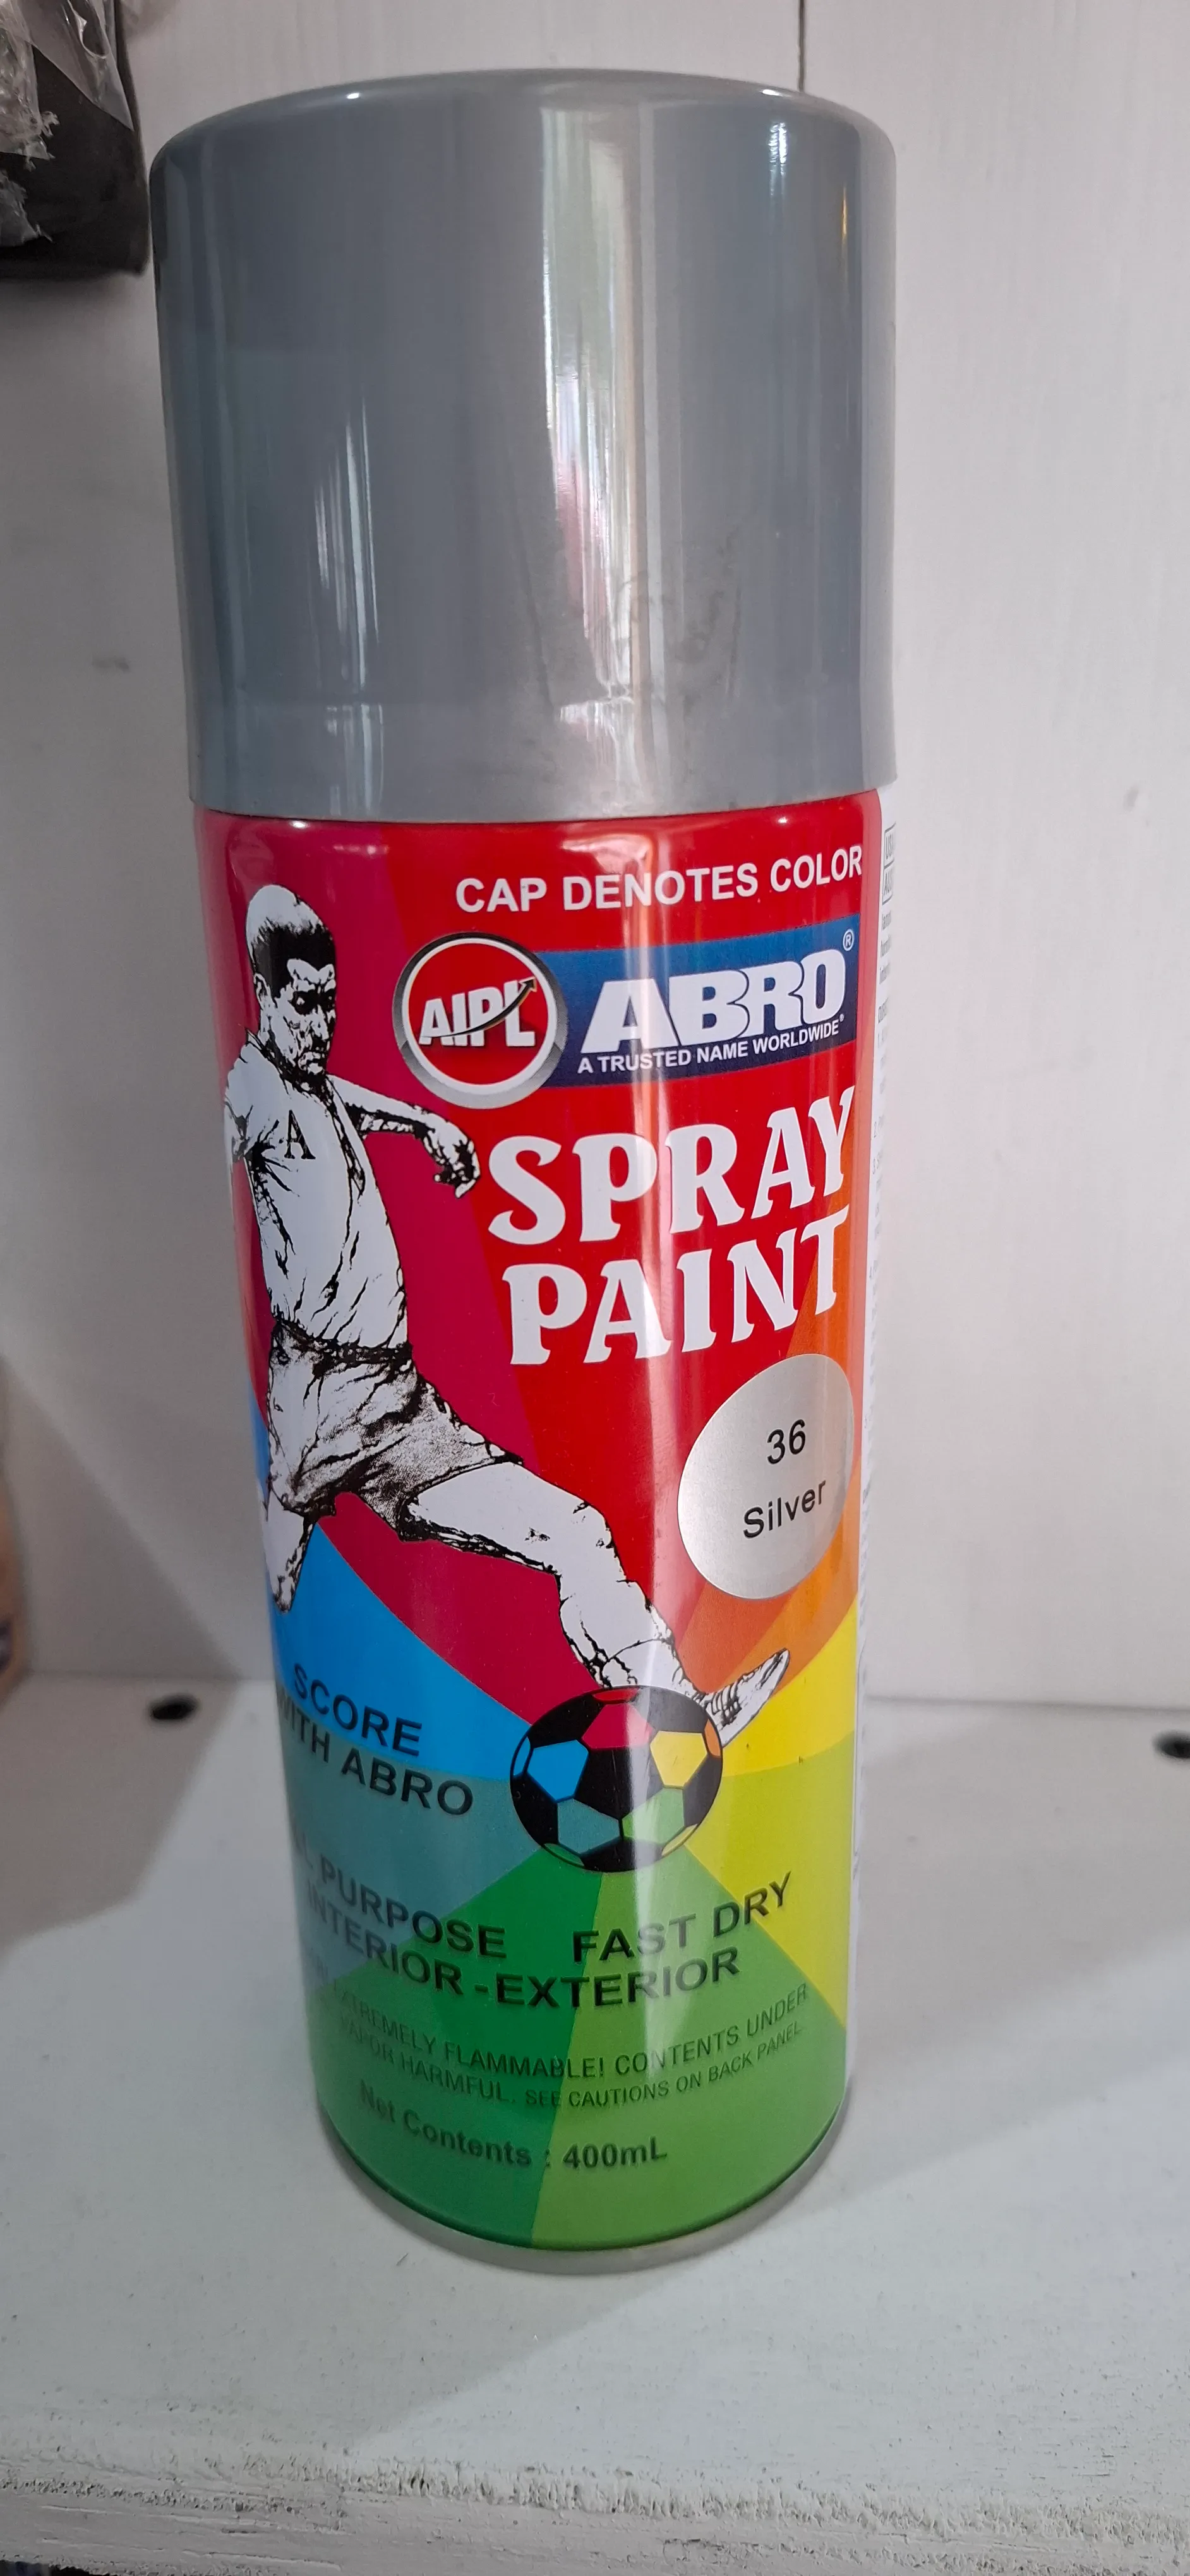 CAP DENOTES COLOR
AIPL
ABRO®
A TRUSTED NAME WORLDWIDE®
A
SPRAY
PAINT
36
Silver
SCORE
WITH ABRO
PURPOSE FAST DRY
INTERIOR-EXTERIOR
EXTREMELY FLAMMABLE! CONTENTS UNDER
VAPOR HARMFUL. SEE CAUTIONS ON BACK PANEL
Net Contents : 400mL